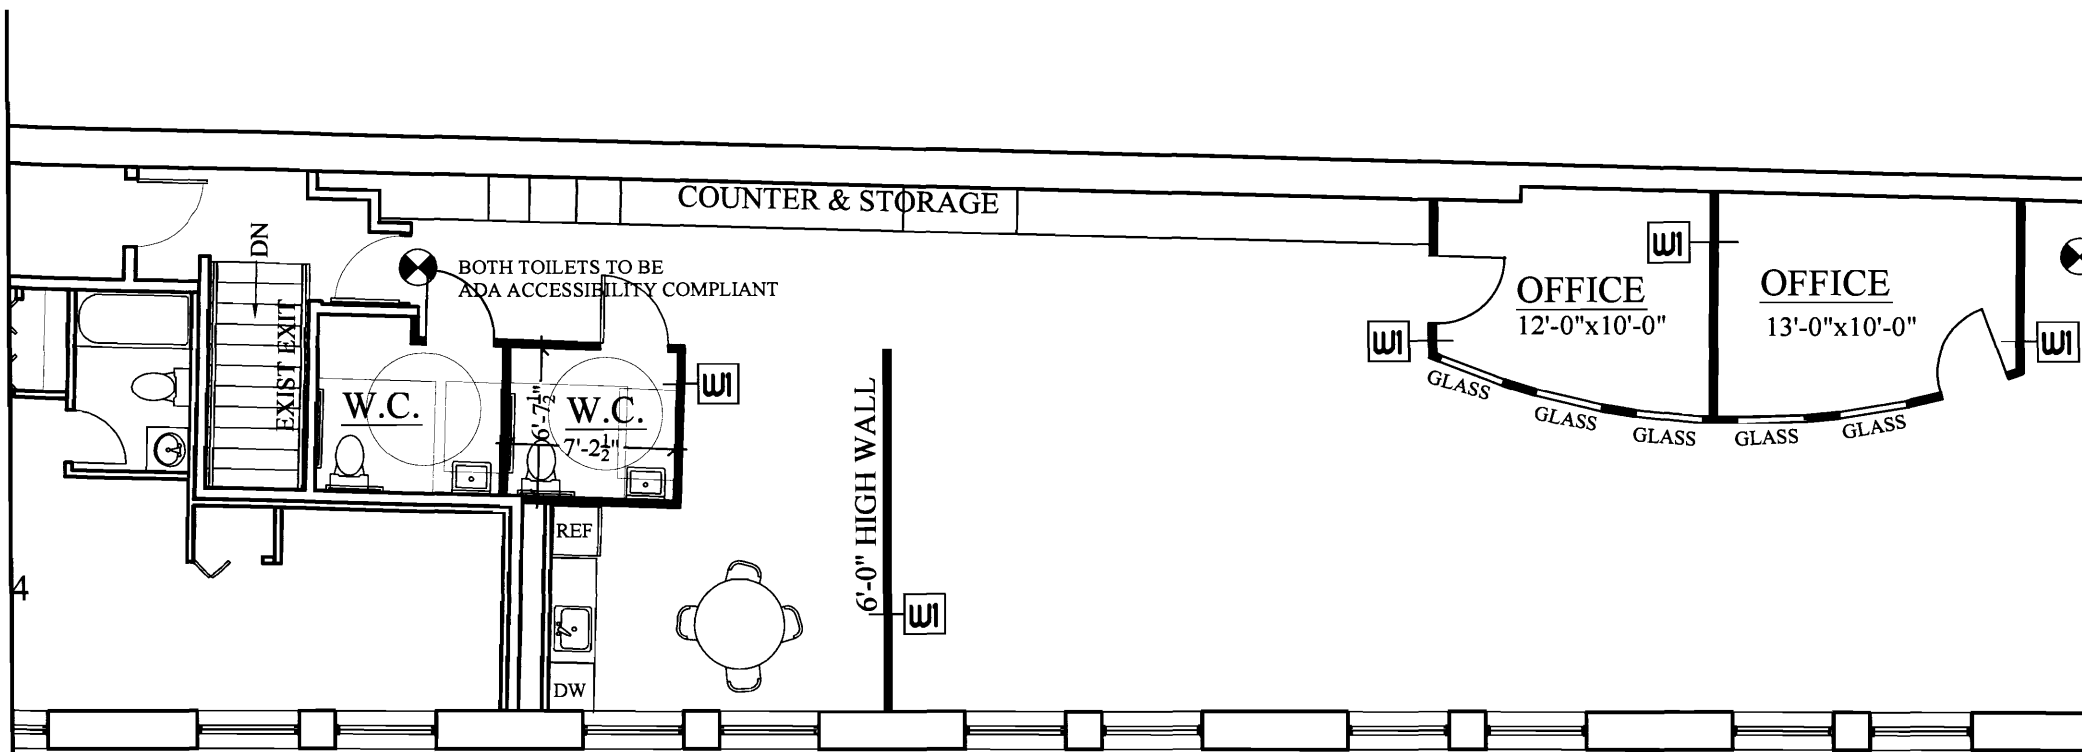 COUNTER & STORAGE
DN
BOTH TOILETS TO BE
ADA ACCESSIBILITY COMPLIANT
EXIST EXIT
W.C.
W.C.
6'-7½"
7'-2½"
W1
6'-0" HIGH WALL
W1
REF
DW
4
W1
OFFICE
12'-0"x10'-0"
W1
OFFICE
13'-0"x10'-0"
W1
GLASS
GLASS
GLASS
GLASS
GLASS